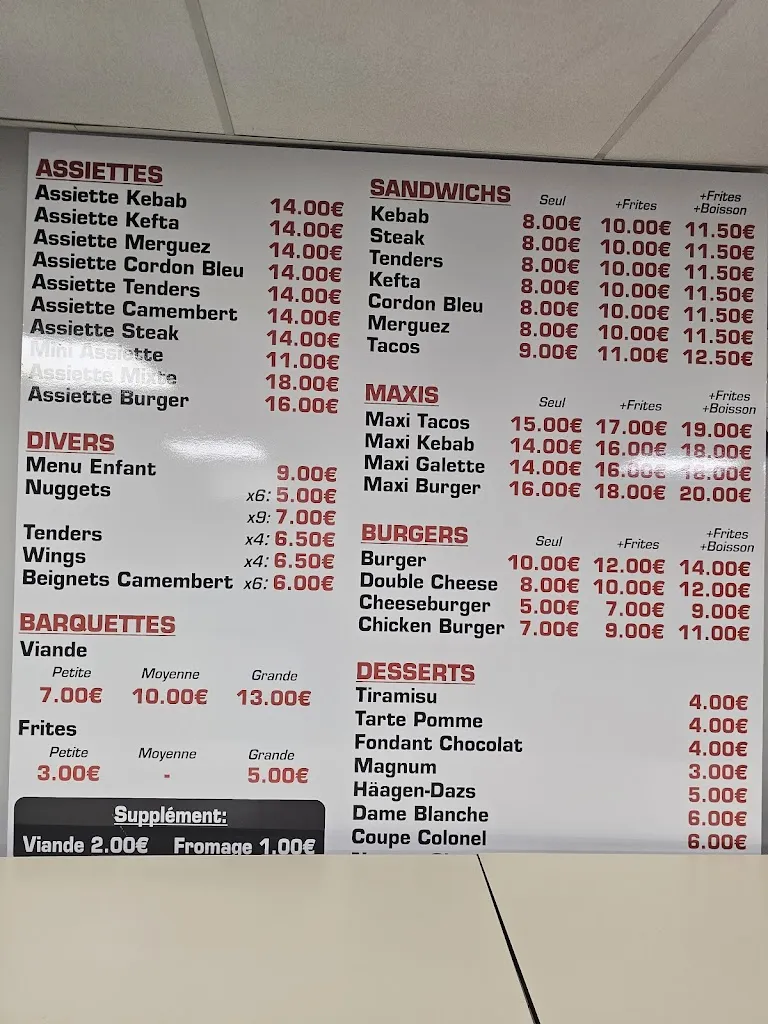 ASSIETTES
Assiette Kebab 14.00€
Assiette Kefta 14.00€
Assiette Merguez 14.00€
Assiette Cordon Bleu 14.00€
Assiette Tenders 14.00€
Assiette Camembert 14.00€
Assiette Steak 14.00€
Mini Assiette 11.00€
Assiette Mixte 18.00€
Assiette Burger 16.00€
DIVERS
Menu Enfant 9.00€
Nuggets x6: 5.00€
x9: 7.00€
Tenders x4: 6.50€
Wings x4: 6.50€
Beignets Camembert x6: 6.00€
BARQUETTES
Viande
Petite Moyenne Grande
7.00€ 10.00€ 13.00€
Frites
Petite Moyenne Grande
3.00€ - 5.00€
Supplément:
Viande 2.00€ Fromage 1.00€
SANDWICHS Seul +Frites +Frites
+Boisson
Kebab 8.00€ 10.00€ 11.50€
Steak 8.00€ 10.00€ 11.50€
Tenders 8.00€ 10.00€ 11.50€
Kefta 8.00€ 10.00€ 11.50€
Cordon Bleu 8.00€ 10.00€ 11.50€
Merguez 8.00€ 10.00€ 11.50€
Tacos 9.00€ 11.00€ 12.50€
MAXIS Seul +Frites +Frites
+Boisson
Maxi Tacos 15.00€ 17.00€ 19.00€
Maxi Kebab 14.00€ 16.00€ 18.00€
Maxi Galette 14.00€ 16.00€ 18.00€
Maxi Burger 16.00€ 18.00€ 20.00€
BURGERS Seul +Frites +Frites
+Boisson
Burger 10.00€ 12.00€ 14.00€
Double Cheese 8.00€ 10.00€ 12.00€
Cheeseburger 5.00€ 7.00€ 9.00€
Chicken Burger 7.00€ 9.00€ 11.00€
DESSERTS
Tiramisu 4.00€
Tarte Pomme 4.00€
Fondant Chocolat 4.00€
Magnum 3.00€
Häagen-Dazs 5.00€
Dame Blanche 6.00€
Coupe Colonel 6.00€